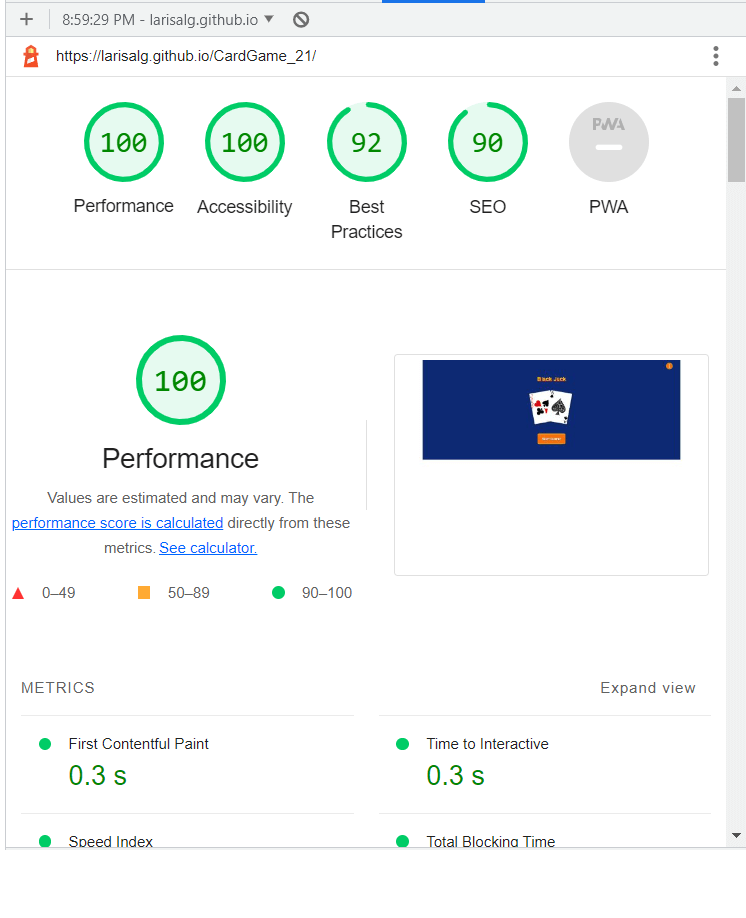 8:59:29 PM - larisalg.github.io
https://larisalg.github.io/CardGame_21/
100 100 92 90 PWA
Performance Accessibility Best Practices SEO PWA
100
Performance
Values are estimated and may vary. The
performance score is calculated directly from these
metrics. See calculator.
0–49 50–89 90–100
Black Jack
METRICS Expand view
First Contentful Paint Time to Interactive
0.3 s 0.3 s
Speed Index Total Blocking Time